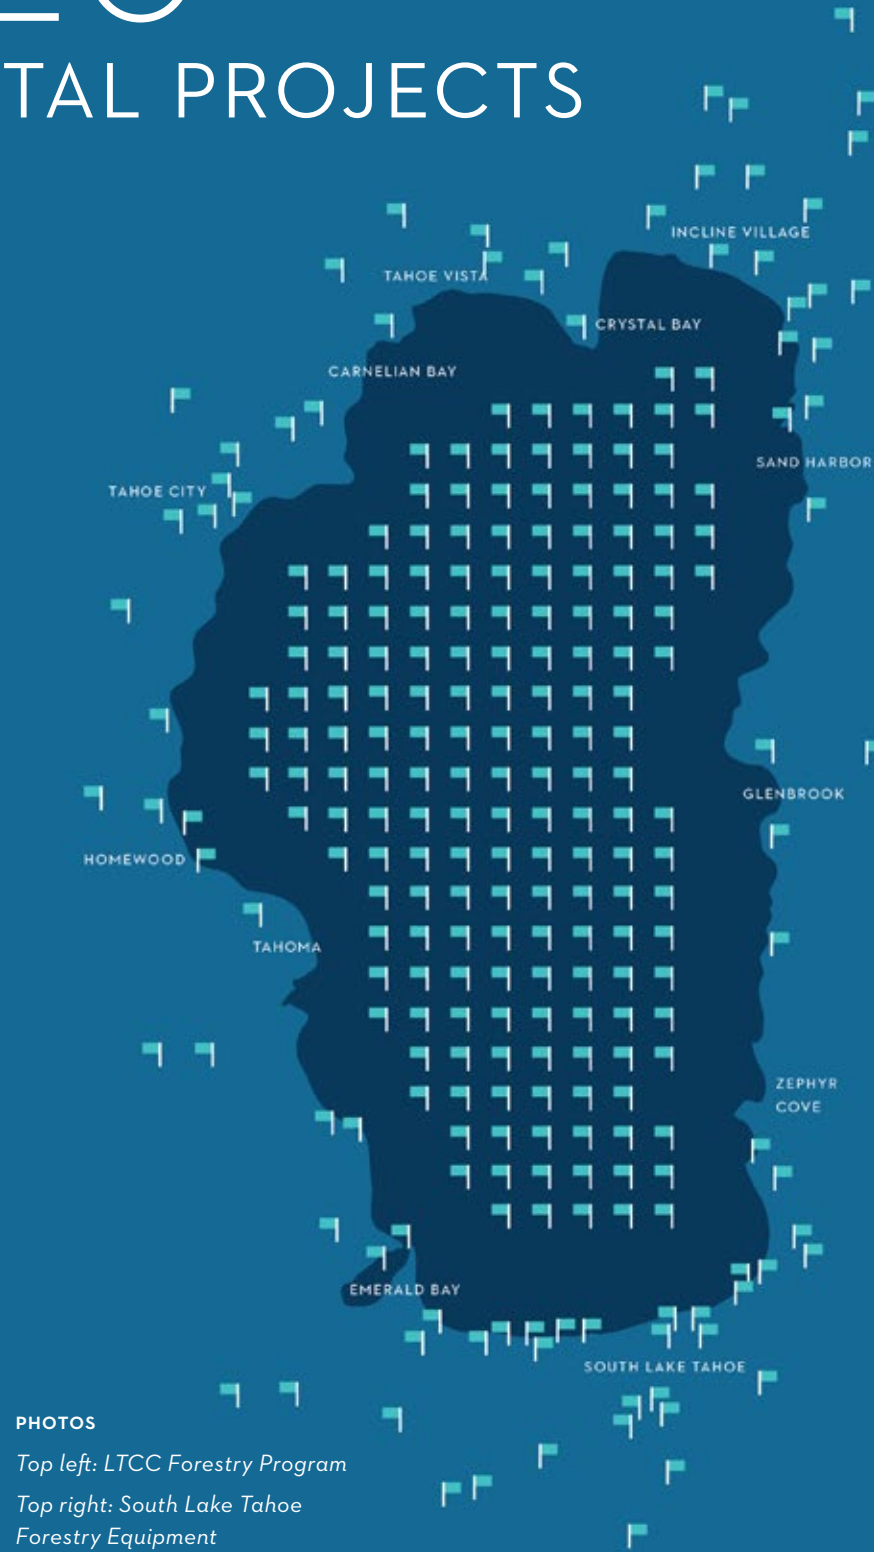 TAL PROJECTS
INCLINE VILLAGE
TAHOE VISTA
CRYSTAL BAY
CARNELIAN BAY
SAND HARBOR
TAHOE CITY
GLENBROOK
HOMEWOOD
TAHOMA
ZEPHYR
COVE
EMERALD BAY
SOUTH LAKE TAHOE
PHOTOS
Top left: LTCC Forestry Program
Top right: South Lake Tahoe
Forestry Equipment